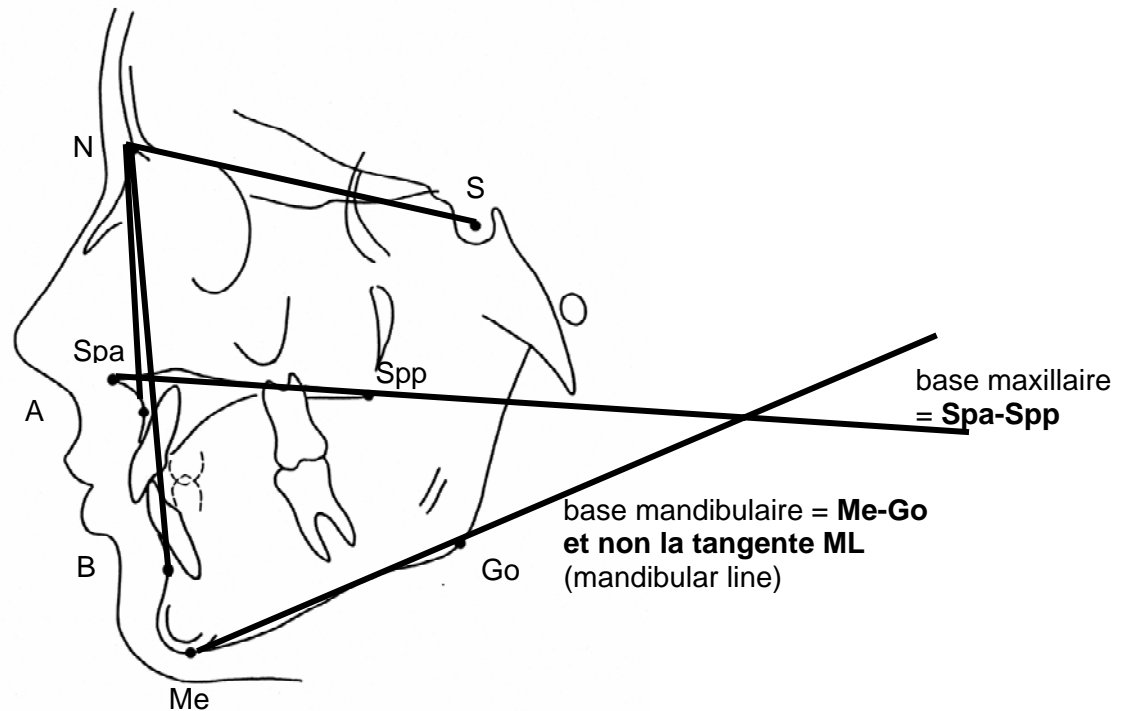 N
S
Spa
Spp
base maxillaire
= Spa-Spp
A
base mandibulaire = Me-Go
et non la tangente ML
(mandibular line)
B
Go
Me